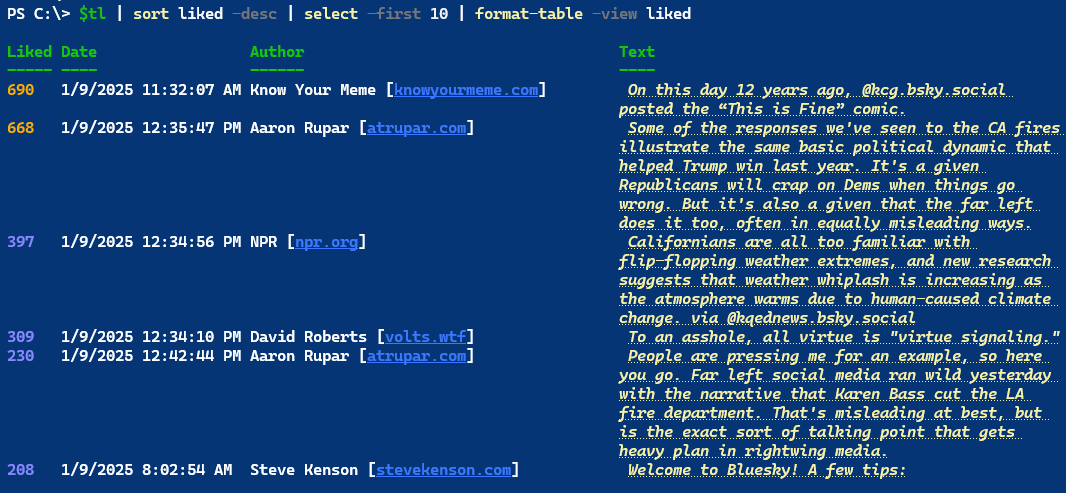 PS C:\> $tl | sort liked -desc | select -first 10 | format-table -view liked
Liked Date Author Text
----- ---- ------ ----
690 1/9/2025 11:32:07 AM Know Your Meme [knowyourmeme.com] On this day 12 years ago, @kcg.bsky.social
posted the “This is Fine” comic.
668 1/9/2025 12:35:47 PM Aaron Rupar [atrupar.com] Some of the responses we've seen to the CA fires
illustrate the same basic political dynamic that
helped Trump win last year. It's a given
Republicans will crap on Dems when things go
wrong. But it's also a given that the far left
does it too, often in equally misleading ways.
397 1/9/2025 12:34:56 PM NPR [npr.org] Californians are all too familiar with
flip-flopping weather extremes, and new research
suggests that weather whiplash is increasing as
the atmosphere warms due to human-caused climate
change. via @kqednews.bsky.social
309 1/9/2025 12:34:10 PM David Roberts [volts.wtf] To an asshole, all virtue is "virtue signaling."
230 1/9/2025 12:42:44 PM Aaron Rupar [atrupar.com] People are pressing me for an example, so here
you go. Far left social media ran wild yesterday
with the narrative that Karen Bass cut the LA
fire department. That's misleading at best, but
is the exact sort of talking point that gets
heavy plan in rightwing media.
208 1/9/2025 8:02:54 AM Steve Kenson [stevekenson.com] Welcome to Bluesky! A few tips: